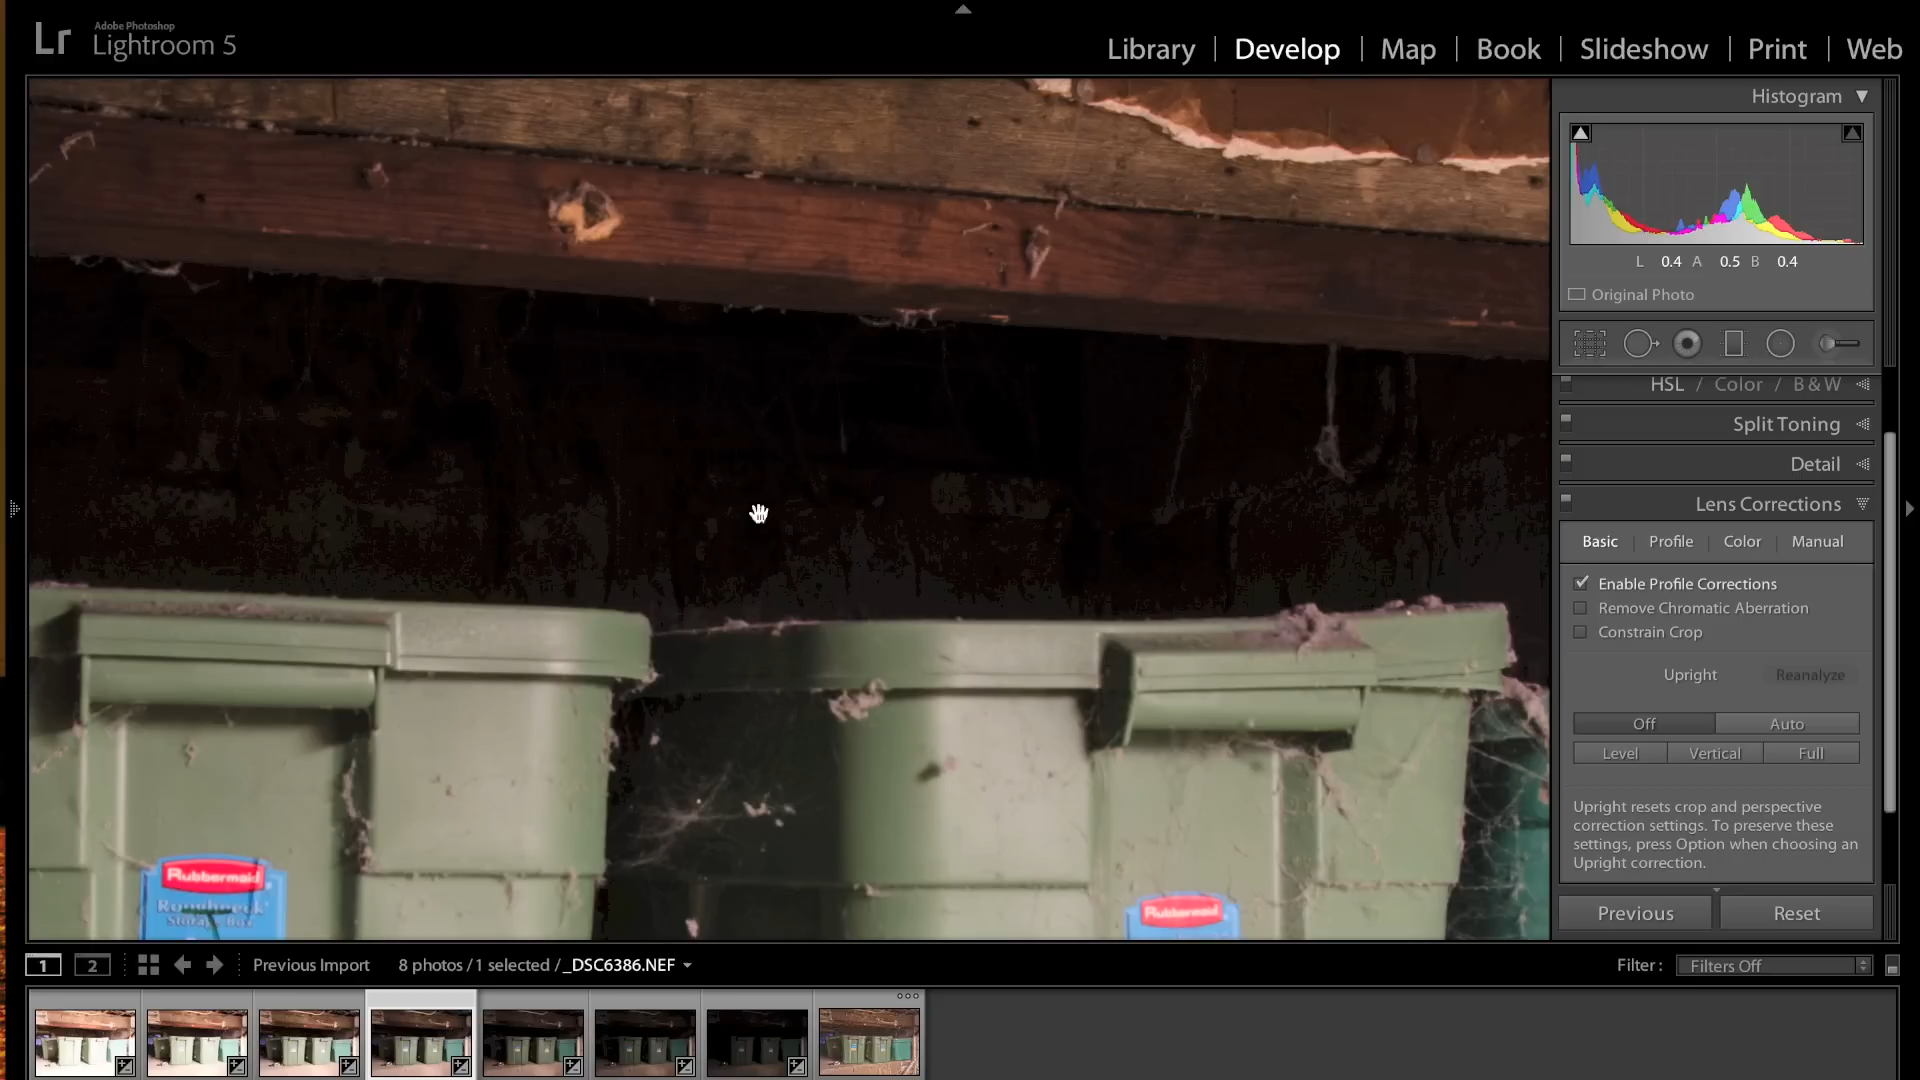 Lr Adobe Photoshop
Lightroom 5
Library | Develop | Map | Book | Slideshow | Print | Web
Histogram
L 0.4 A 0.5 B 0.4
Original Photo
HSL / Color / B & W
Split Toning
Detail
Lens Corrections
Basic | Profile | Color | Manual
Enable Profile Corrections
Remove Chromatic Aberration
Constrain Crop
Upright Reanalyze
Off Auto
Level Vertical Full
Upright resets crop and perspective
correction settings. To preserve these
settings, press Option when choosing an
Upright correction.
Previous Reset
Rubbermaid
Roughneck
Storage Box
Rubbermaid
1 2 Previous Import 8 photos / 1 selected / _DSC6386.NEF Filter : Filters Off